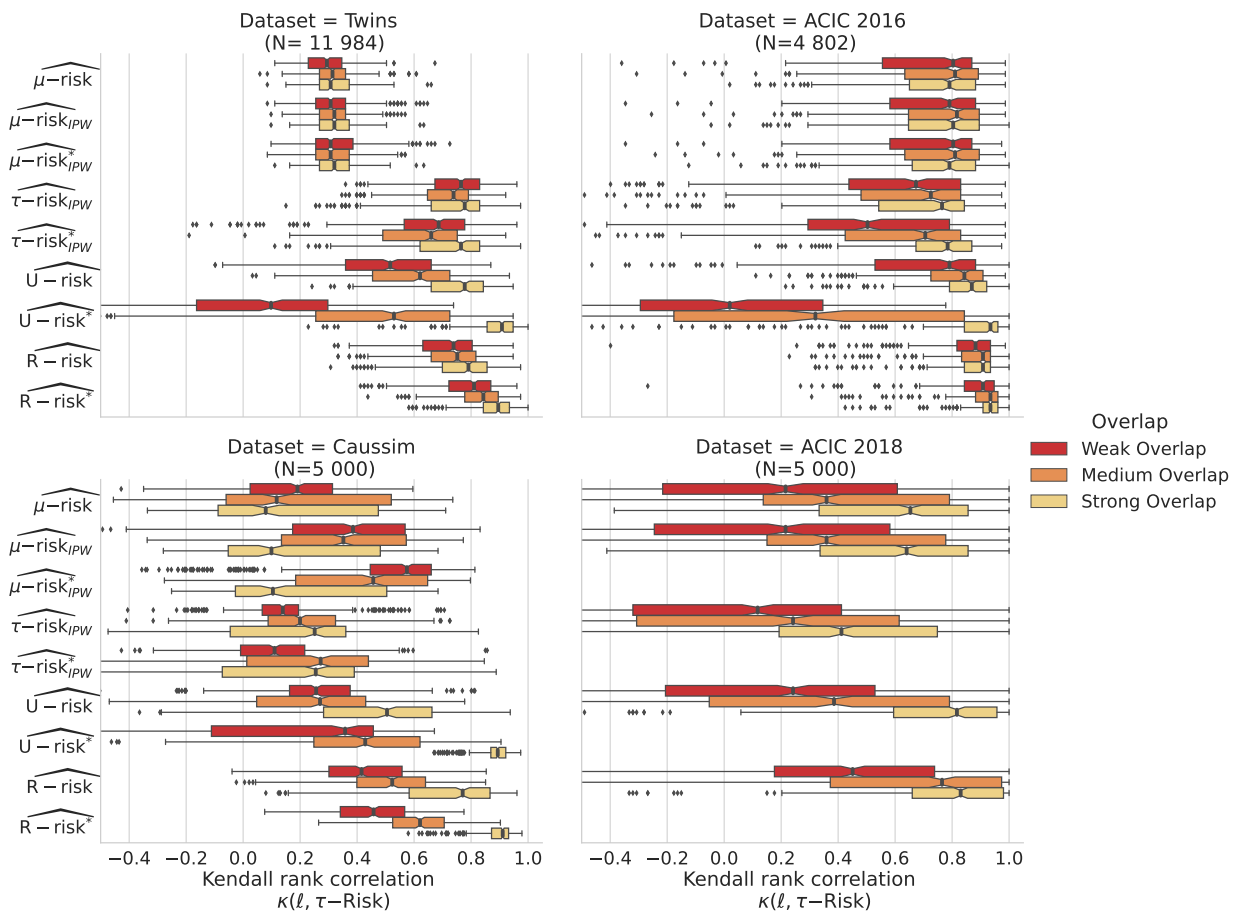 Dataset = Twins
(N= 11 984)
Dataset = ACIC 2016
(N=4 802)
μ−risk
μ−risk_IPW
μ−risk*_IPW
τ−risk_IPW
τ−risk*_IPW
U−risk
U−risk*
R−risk
R−risk*
Dataset = Caussim
(N=5 000)
Dataset = ACIC 2018
(N=5 000)
Overlap
Weak Overlap
Medium Overlap
Strong Overlap
μ−risk
μ−risk_IPW
μ−risk*_IPW
τ−risk_IPW
τ−risk*_IPW
U−risk
U−risk*
R−risk
R−risk*
−0.4 −0.2 0.0 0.2 0.4 0.6 0.8 1.0
−0.4 −0.2 0.0 0.2 0.4 0.6 0.8 1.0
Kendall rank correlation
κ(ℓ, τ−Risk)
Kendall rank correlation
κ(ℓ, τ−Risk)